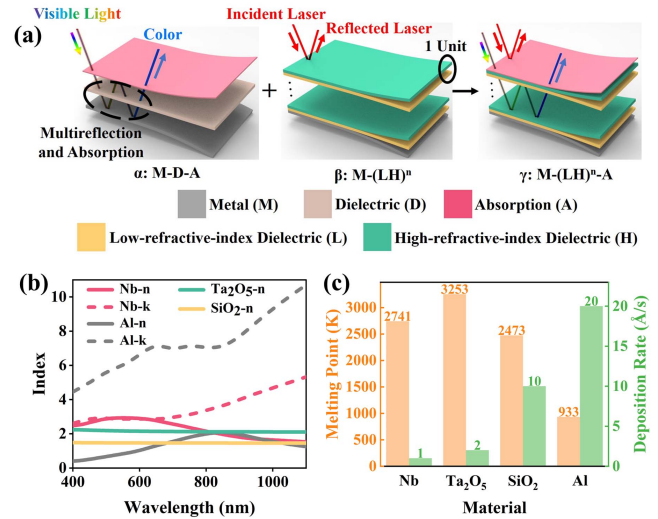 (a)
Visible Light
Color
Multireflection
and Absorption
α: M-D-A
+
Incident Laser
Reflected Laser
1 Unit
β: M-(LH)ⁿ
γ: M-(LH)ⁿ-A
Metal (M)
Dielectric (D)
Absorption (A)
Low-refractive-index Dielectric (L)
High-refractive-index Dielectric (H)
(b)
Nb-n
Nb-k
Al-n
Al-k
Ta₂O₅-n
SiO₂-n
10
8
6
4
2
0
Index
400
600
800
1000
Wavelength (nm)
(c)
3000
2500
2000
1500
1000
500
0
Melting Point (K)
2741
1
3253
2
2473
10
933
20
20
15
10
5
0
Deposition Rate (Å/s)
Nb
Ta₂O₅
SiO₂
Al
Material